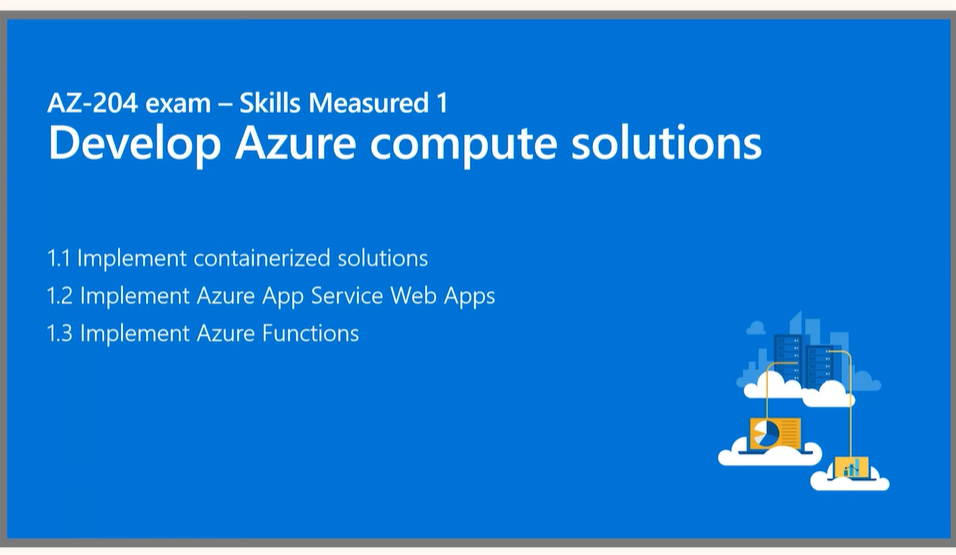 AZ-204 exam – Skills Measured 1
Develop Azure compute solutions
1.1 Implement containerized solutions
1.2 Implement Azure App Service Web Apps
1.3 Implement Azure Functions